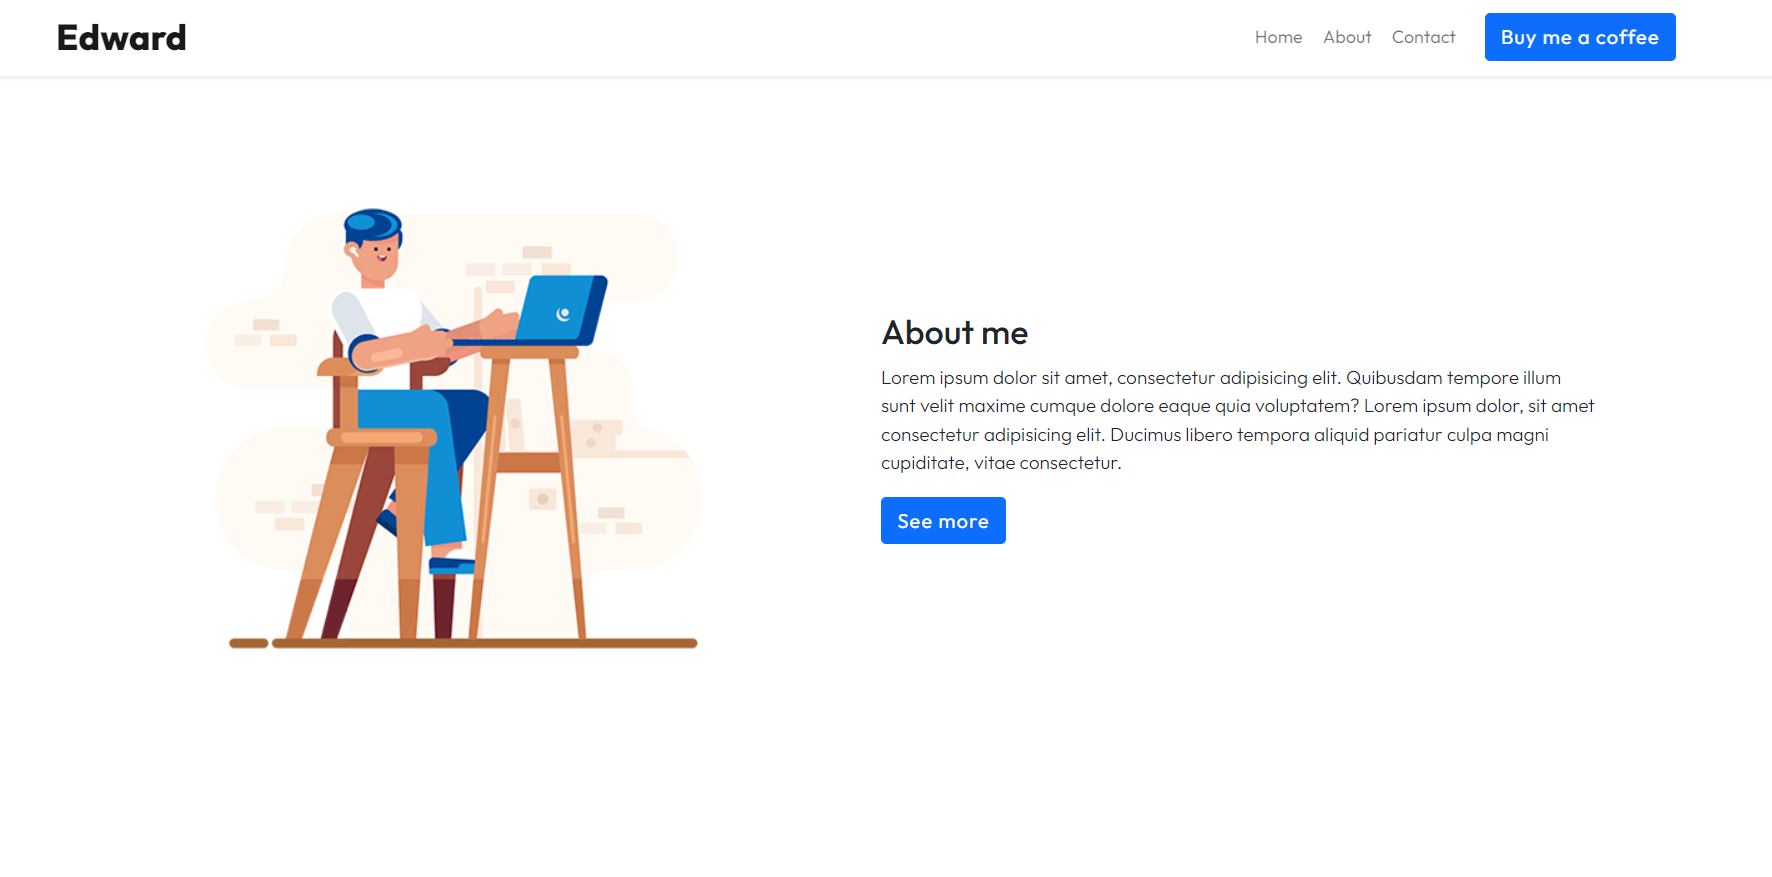 Edward
Home About Contact Buy me a coffee
About me
Lorem ipsum dolor sit amet, consectetur adipisicing elit. Quibusdam tempore illum
sunt velit maxime cumque dolore eaque quia voluptatem? Lorem ipsum dolor, sit amet
consectetur adipisicing elit. Ducimus libero tempora aliquid pariatur culpa magni
cupiditate, vitae consectetur.
See more